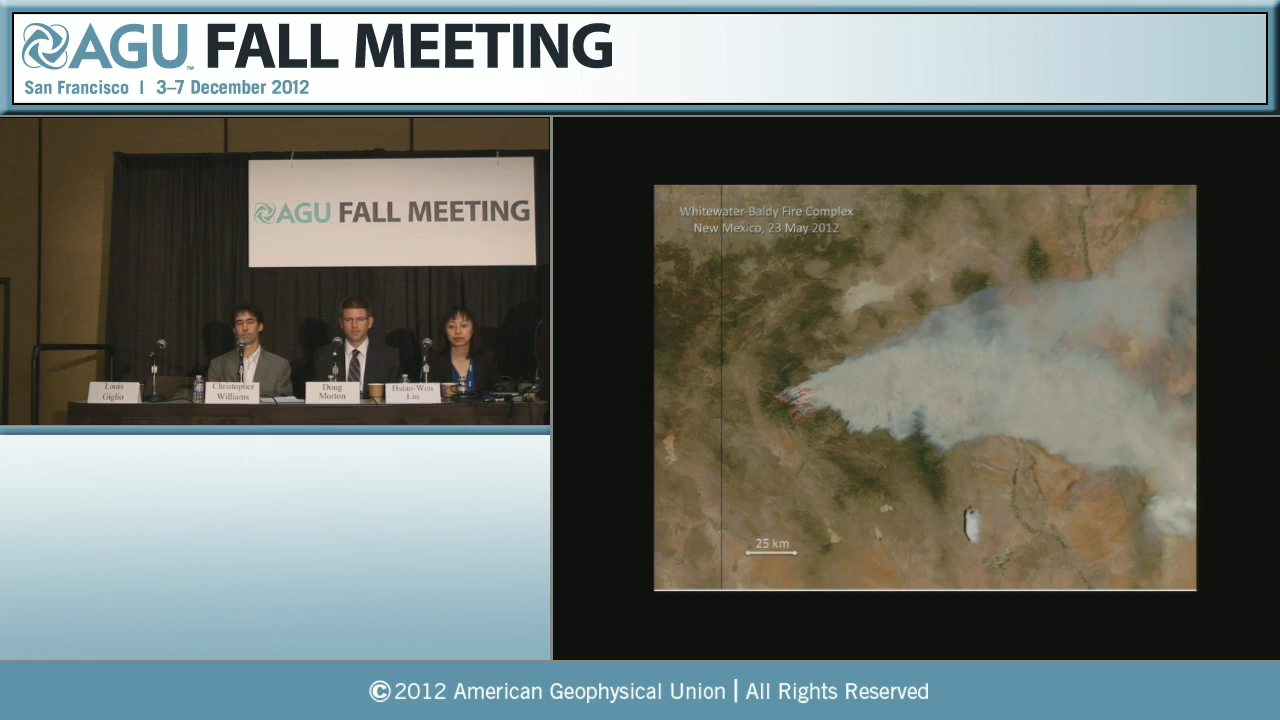 AGU™ FALL MEETING
San Francisco | 3–7 December 2012
AGU FALL MEETING
Louis
Giglio
Christopher
Williams
Doug
Morton
Hsiao-Wen
Lin
Whitewater-Baldy Fire Complex
New Mexico, 23 May 2012
25 km
©2012 American Geophysical Union | All Rights Reserved